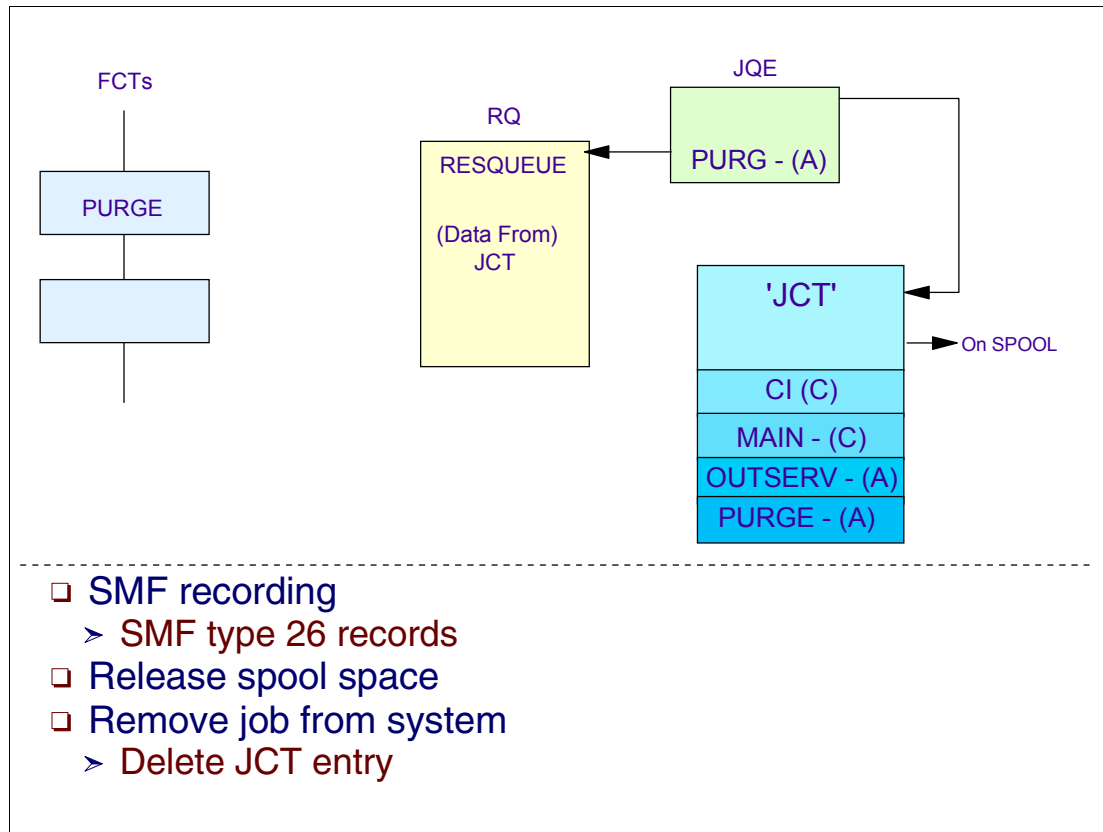 FCTs
PURGE
RQ
RESQUEUE
(Data From)
JCT
JQE
PURG - (A)
'JCT'
On SPOOL
CI (C)
MAIN - (C)
OUTSERV - (A)
PURGE - (A)
❏ SMF recording
➢ SMF type 26 records
❏ Release spool space
❏ Remove job from system
➢ Delete JCT entry